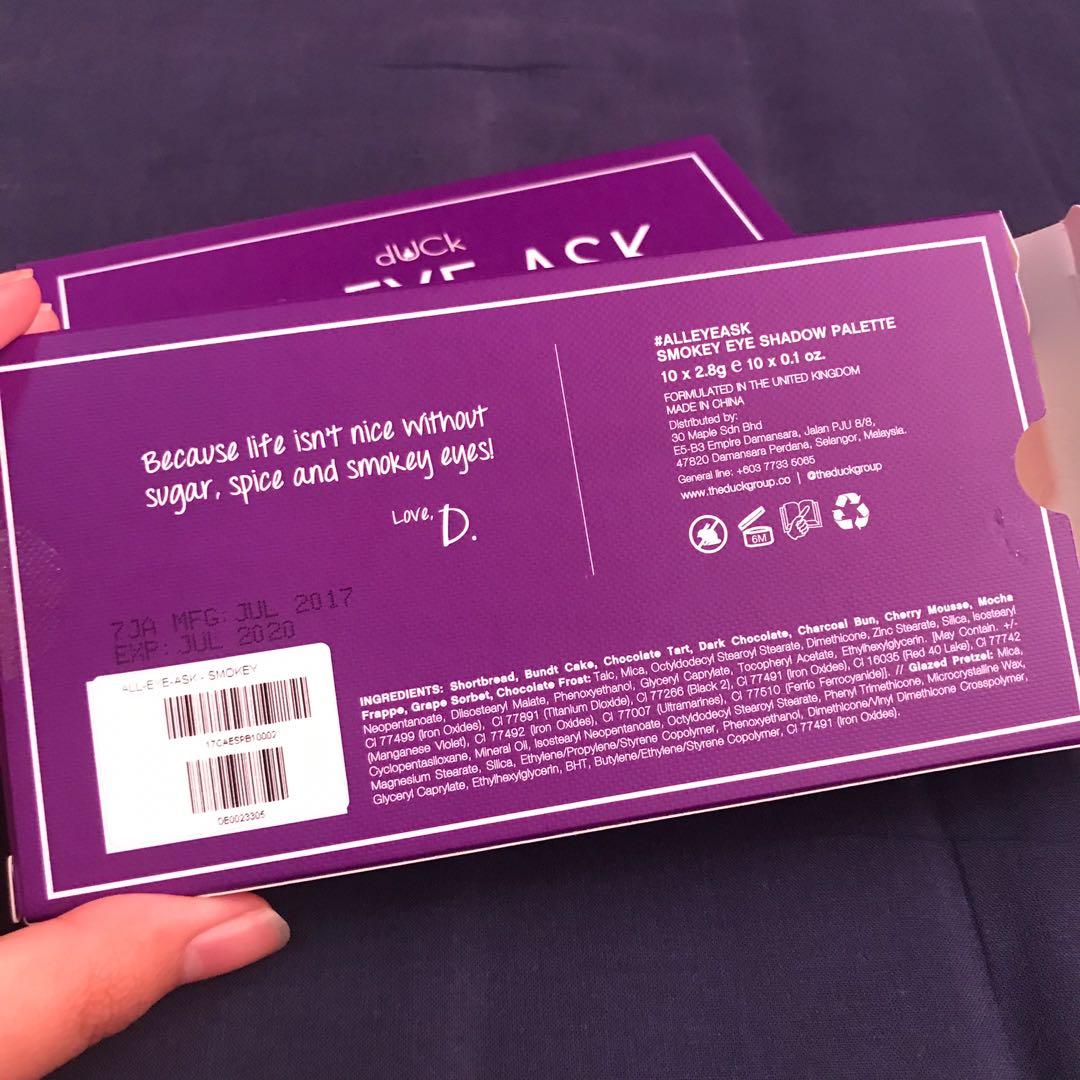 dUCk
EYE-ASK
Because life isn't nice without
sugar, spice and smokey eyes!
Love, D.
#ALLEYEASK
SMOKEY EYE SHADOW PALETTE
10 x 2.8g e 10 x 0.1 oz.
FORMULATED IN THE UNITED KINGDOM
MADE IN CHINA
Distributed by:
30 Maple Sdn Bhd
E5-B3 Empire Damansara, Jalan PJU 8/8,
47820 Damansara Perdana, Selangor, Malaysia.
General line: +603 7733 5065
www.theduckgroup.co | @theduckgroup
6M
7JA MFG: JUL 2017
EXP: JUL 2020
ALL-EYE-ASK - SMOKEY
17CAESPB10002
DE0023305
INGREDIENTS: Shortbread, Bundt Cake, Chocolate Tart, Dark Chocolate, Charcoal Bun, Cherry Mousse, Mocha
Frappe, Grape Sorbet, Chocolate Frost: Talc, Mica, Octyldodecyl Stearoyl Stearate, Dimethicone, Zinc Stearate, Silica, Isostearyl
Neopentanoate, Diisostearyl Malate, Phenoxyethanol, Glyceryl Caprylate, Tocopheryl Acetate, Ethylhexylglycerin. [May Contain. +/-
CI 77499 (Iron Oxides), CI 77891 (Titanium Dioxide), CI 77266 (Black 2), CI 77491 (Iron Oxides), CI 16035 (Red 40 Lake), CI 77742
(Manganese Violet), CI 77492 (Iron Oxides), CI 77007 (Ultramarines), CI 77510 (Ferric Ferrocyanide)]. // Glazed Pretzel: Mica,
Cyclopentasiloxane, Mineral Oil, Isostearyl Neopentanoate, Octyldodecyl Stearoyl Stearate, Phenyl Trimethicone, Microcrystalline Wax,
Magnesium Stearate, Silica, Ethylene/Propylene/Styrene Copolymer, Phenoxyethanol, Dimethicone/Vinyl Dimethicone Crosspolymer,
Glyceryl Caprylate, Ethylhexylglycerin, BHT, Butylene/Ethylene/Styrene Copolymer, CI 77491 (Iron Oxides).